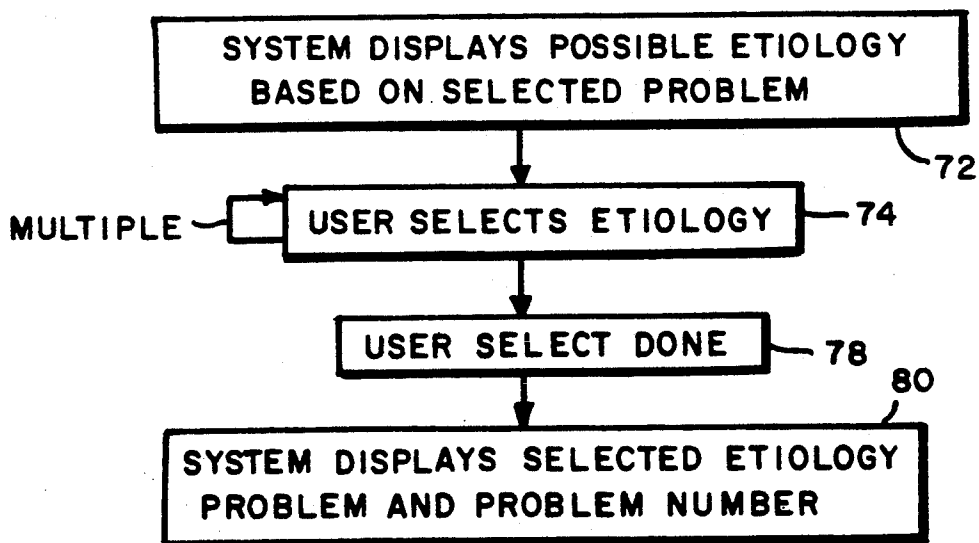 SYSTEM DISPLAYS POSSIBLE ETIOLOGY
BASED ON SELECTED PROBLEM
72
MULTIPLE
USER SELECTS ETIOLOGY
74
USER SELECT DONE
78
80
SYSTEM DISPLAYS SELECTED ETIOLOGY
PROBLEM AND PROBLEM NUMBER